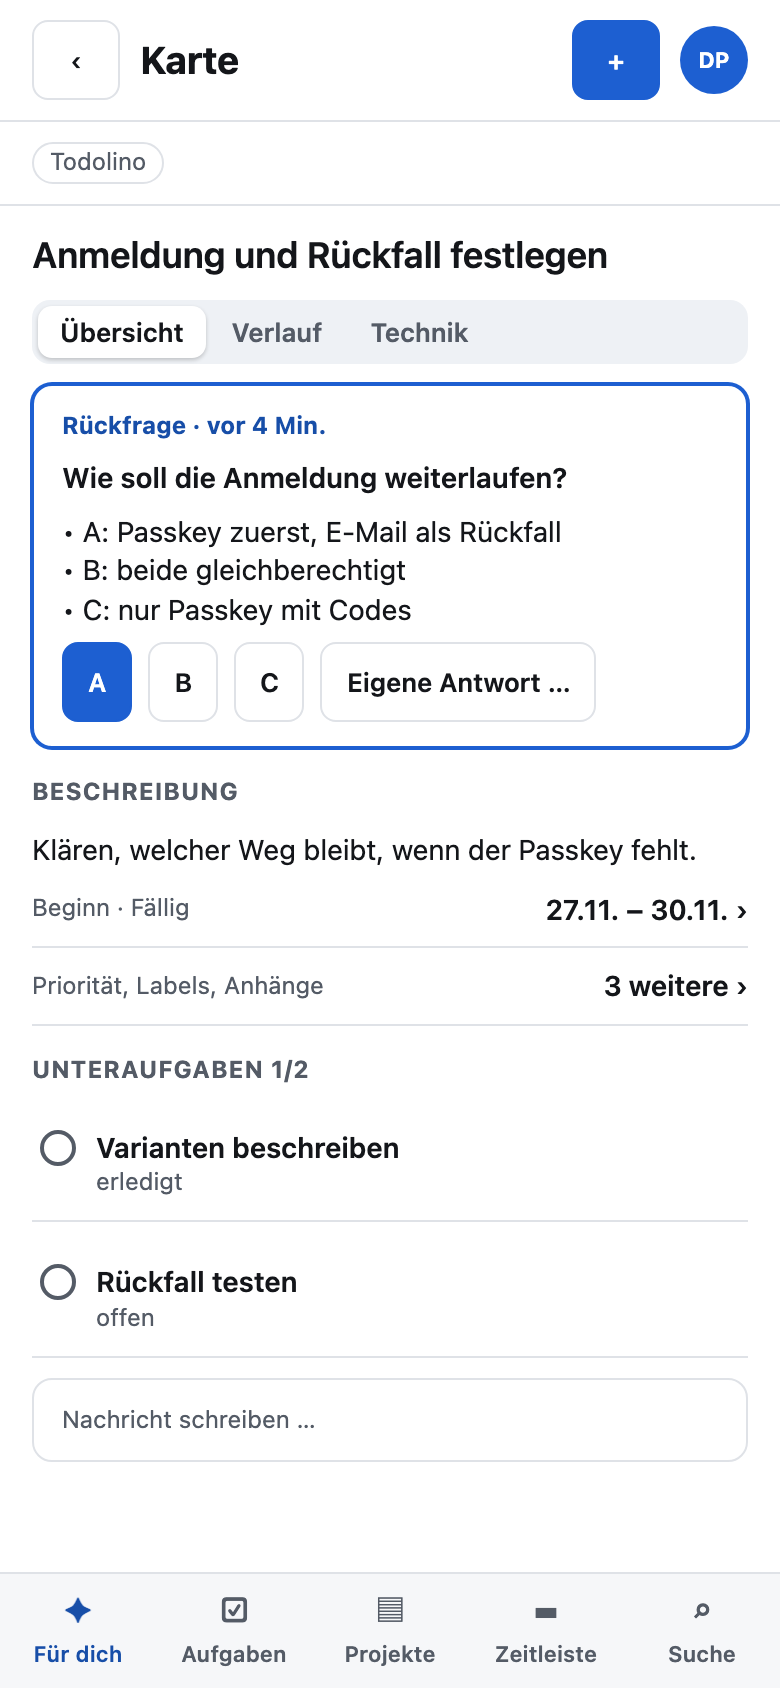 ‹ Karte + DP
Todolino
Anmeldung und Rückfall festlegen
Übersicht Verlauf Technik
Rückfrage · vor 4 Min.
Wie soll die Anmeldung weiterlaufen?
• A: Passkey zuerst, E-Mail als Rückfall
• B: beide gleichberechtigt
• C: nur Passkey mit Codes
A B C Eigene Antwort ...
BESCHREIBUNG
Klären, welcher Weg bleibt, wenn der Passkey fehlt.
Beginn · Fällig 27.11. – 30.11. ›
Priorität, Labels, Anhänge 3 weitere ›
UNTERAUFGABEN 1/2
Varianten beschreiben
erledigt
Rückfall testen
offen
Nachricht schreiben ...
Für dich Aufgaben Projekte Zeitleiste Suche